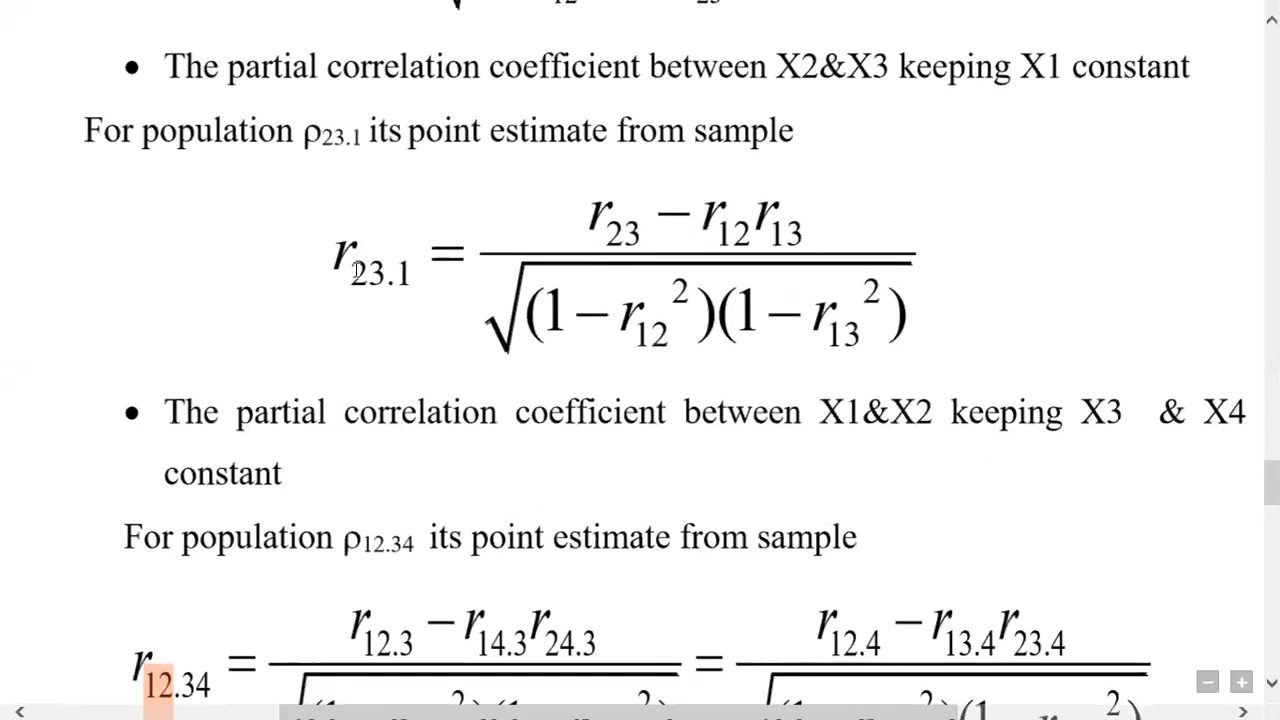 • The partial correlation coefficient between X2&X3 keeping X1 constant
For population ρ₂₃.₁ its point estimate from sample
r₂₃.₁ = (r₂₃ − r₁₂r₁₃) / √((1 − r₁₂²)(1 − r₁₃²))
• The partial correlation coefficient between X1&X2 keeping X3 & X4
constant
For population ρ₁₂.₃₄ its point estimate from sample
r₁₂.₃₄ = r₁₂.₃ − r₁₄.₃r₂₄.₃ = r₁₂.₄ − r₁₃.₄r₂₃.₄